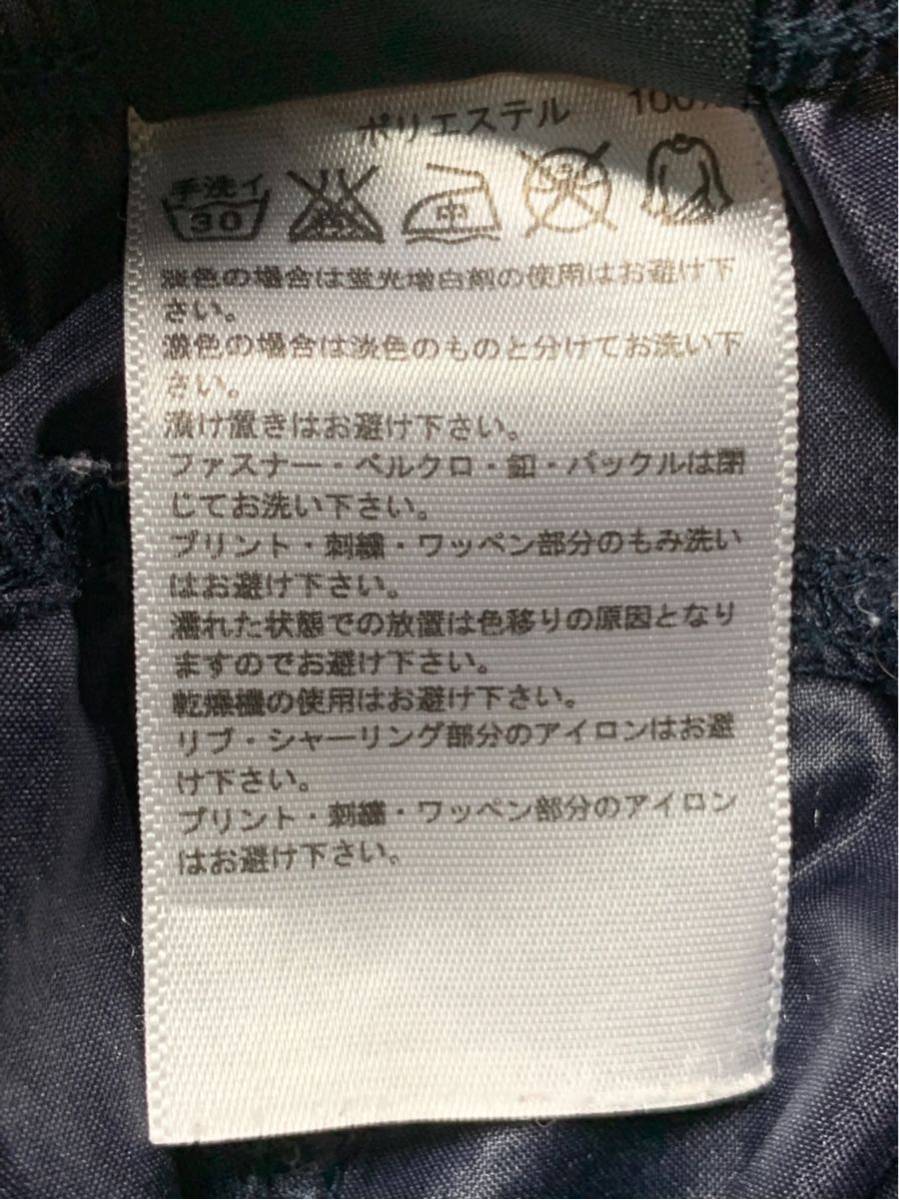 ポリエステル 100%
手洗イ
30
中
淡色の場合は蛍光増白剤の使用はお避け下
さい。
濃色の場合は淡色のものと分けてお洗い下
さい。
漬け置きはお避け下さい。
ファスナー・ベルクロ・釦・バックルは閉
じてお洗い下さい。
プリント・刺繍・ワッペン部分のもみ洗い
はお避け下さい。
濡れた状態での放置は色移りの原因となり
ますのでお避け下さい。
乾燥機の使用はお避け下さい。
リブ・シャーリング部分のアイロンはお避
け下さい。
プリント・刺繍・ワッペン部分のアイロン
はお避け下さい。